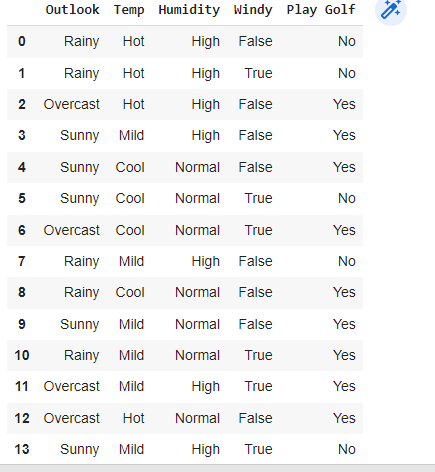 Outlook Temp Humidity Windy Play Golf
0 Rainy Hot High False No
1 Rainy Hot High True No
2 Overcast Hot High False Yes
3 Sunny Mild High False Yes
4 Sunny Cool Normal False Yes
5 Sunny Cool Normal True No
6 Overcast Cool Normal True Yes
7 Rainy Mild High False No
8 Rainy Cool Normal False Yes
9 Sunny Mild Normal False Yes
10 Rainy Mild Normal True Yes
11 Overcast Mild High True Yes
12 Overcast Hot Normal False Yes
13 Sunny Mild High True No